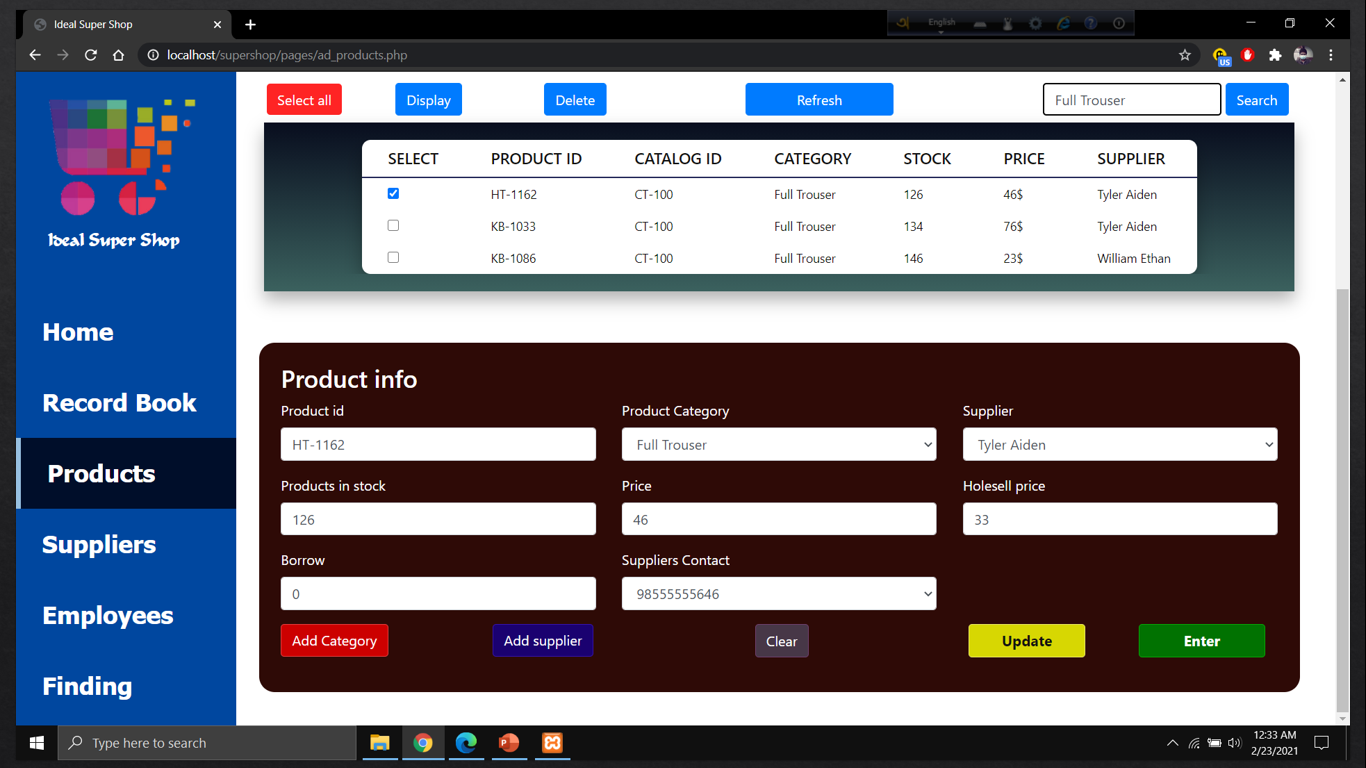 Ideal Super Shop
English
localhost/supershop/pages/ad_products.php
US
Ideal Super Shop
Home
Record Book
Products
Suppliers
Employees
Finding
Select all Display Delete Refresh Full Trouser Search
SELECT PRODUCT ID CATALOG ID CATEGORY STOCK PRICE SUPPLIER
HT-1162 CT-100 Full Trouser 126 46$ Tyler Aiden
KB-1033 CT-100 Full Trouser 134 76$ Tyler Aiden
KB-1086 CT-100 Full Trouser 146 23$ William Ethan
Product info
Product id Product Category Supplier
HT-1162 Full Trouser Tyler Aiden
Products in stock Price Holesell price
126 46 33
Borrow Suppliers Contact
0 98555555646
Add Category Add supplier Clear Update Enter
Type here to search
12:33 AM
2/23/2021